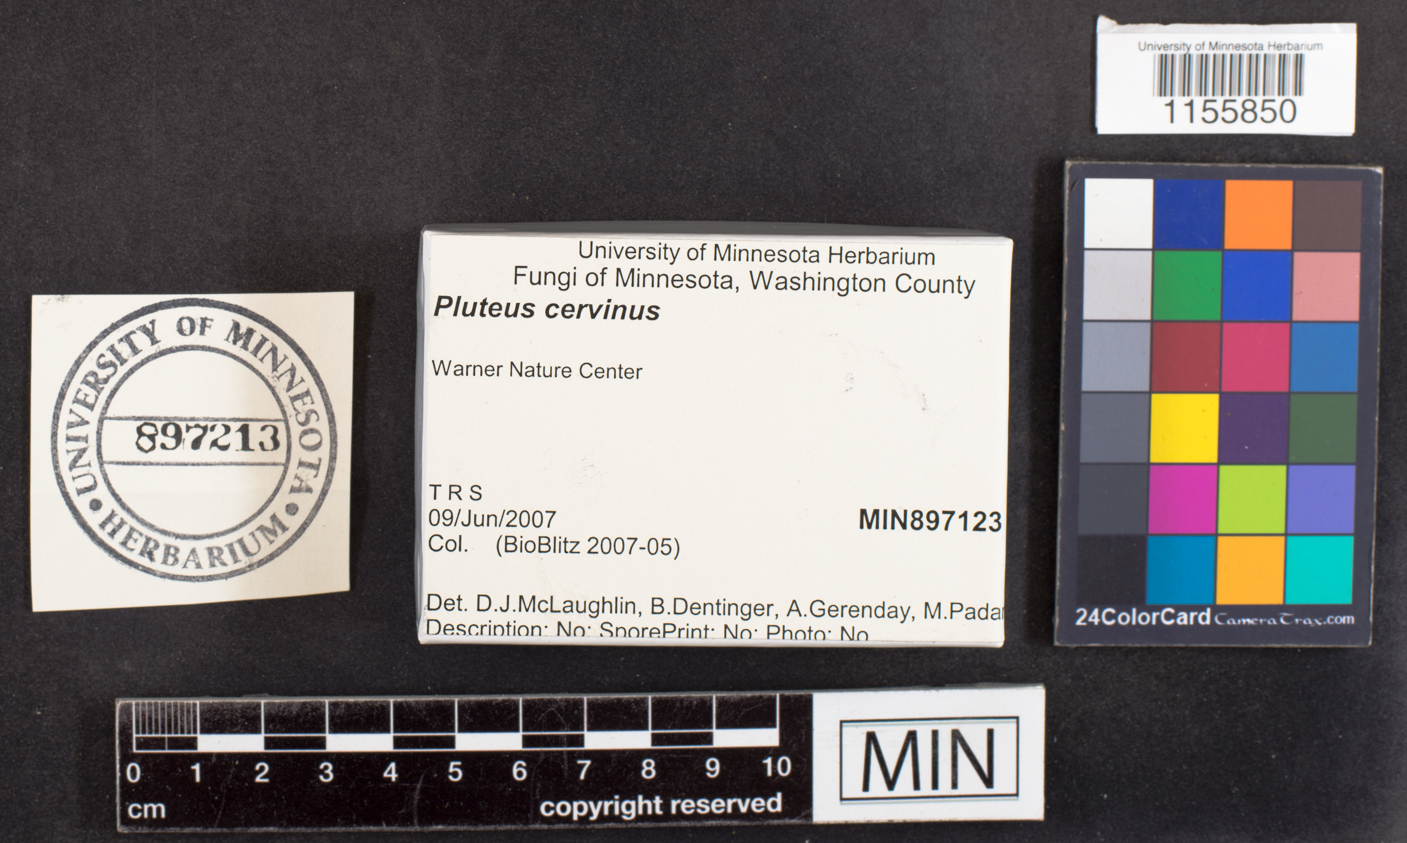 University of Minnesota Herbarium
1155850
University of Minnesota Herbarium
Fungi of Minnesota, Washington County
Pluteus cervinus
Warner Nature Center
T R S
09/Jun/2007
MIN897123
Col. (BioBlitz 2007-05)
Det. D.J.McLaughlin, B.Dentinger, A.Gerenday, M.Pada
Description: No; SporePrint: No; Photo: No
UNIVERSITY OF MINNESOTA
897213
• HERBARIUM •
24ColorCard CameraTrax.com
0 1 2 3 4 5 6 7 8 9 10
cm
copyright reserved
MIN